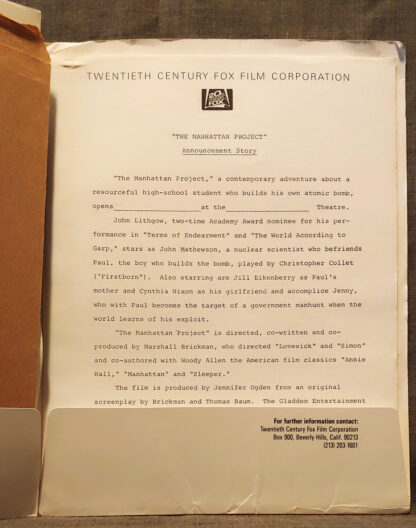 TWENTIETH CENTURY FOX FILM CORPORATION
20th
CENTURY
FOX
"THE MANHATTAN PROJECT"
Announcement Story
"The Manhattan Project," a contemporary adventure about a
resourceful high-school student who builds his own atomic bomb,
opens____________________at the____________________ Theatre.
John Lithgow, two-time Academy Award nominee for his per-
formance in "Terms of Endearment" and "The World According to
Garp," stars as John Mathewson, a nuclear scientist who befriends
Paul, the boy who builds the bomb, played by Christopher Collet
("Firstborn"). Also starring are Jill Eikenberry as Paul's
mother and Cynthia Nixon as his girlfriend and accomplice Jenny,
who with Paul becomes the target of a government manhunt when the
world learns of his exploit.
"The Manhattan Project" is directed, co-written and co-
produced by Marshall Brickman, who directed "Lovesick" and "Simon"
and co-authored with Woody Allen the American film classics "Annie
Hall," "Manhattan" and "Sleeper."
The film is produced by Jennifer Ogden from an original
screenplay by Brickman and Thomas Baum. The Gladden Entertainment
For further information contact:
Twentieth Century Fox Film Corporation
Box 900, Beverly Hills, Calif. 90213
(213) 203-1601